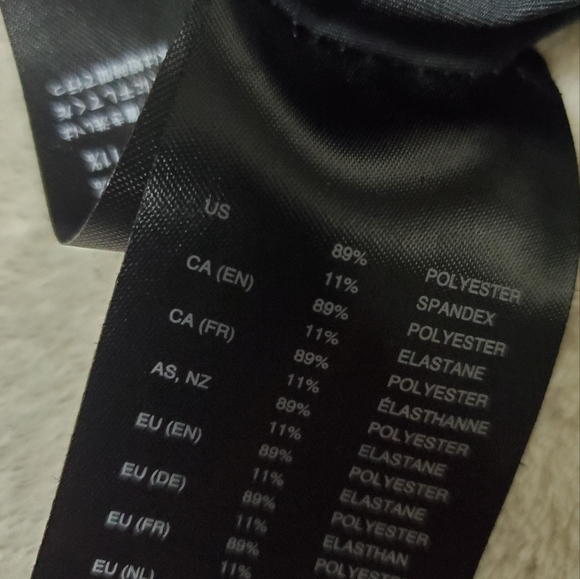 US 89% POLYESTER
11% SPANDEX
CA (EN) 89% POLYESTER
11% ELASTANE
CA (FR) 89% POLYESTER
11% ÉLASTHANNE
AS, NZ 89% POLYESTER
11% ELASTANE
EU (EN) 89% POLYESTER
11% ELASTANE
EU (DE) 89% POLYESTER
11% ELASTHAN
EU (FR) 89% POLYESTER
11%
EU (NL)